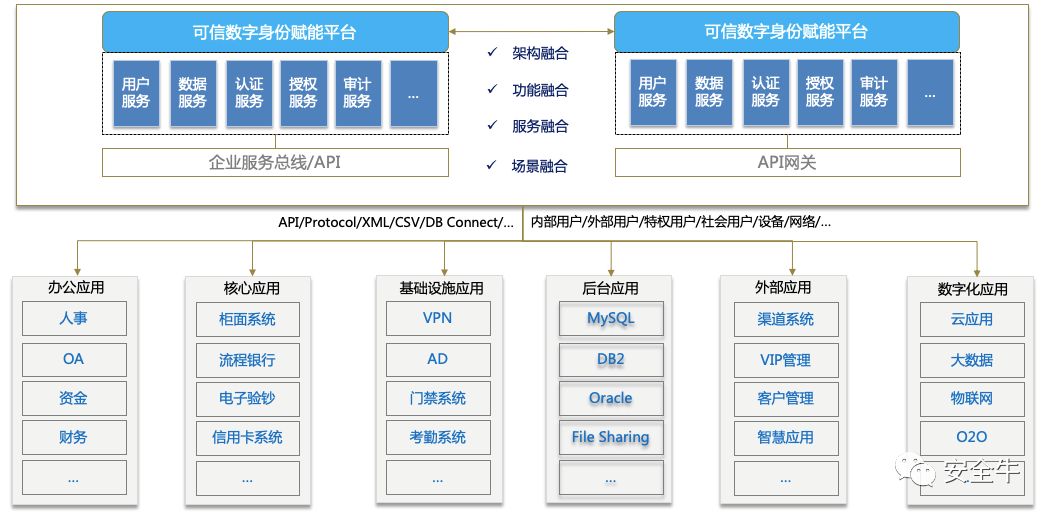 可信数字身份赋能平台
用户
服务
数据
服务
认证
服务
授权
服务
审计
服务
...
企业服务总线/API
✓ 架构融合
✓ 功能融合
✓ 服务融合
✓ 场景融合
可信数字身份赋能平台
用户
服务
数据
服务
认证
服务
授权
服务
审计
服务
...
API网关
API/Protocol/XML/CSV/DB Connect/...
内部用户/外部用户/特权用户/社会用户/设备/网络/...
办公应用
人事
OA
资金
财务
...
核心应用
柜面系统
流程银行
电子验钞
信用卡系统
...
基础设施应用
VPN
AD
门禁系统
考勤系统
...
后台应用
MySQL
DB2
Oracle
File Sharing
...
外部应用
渠道系统
VIP管理
客户管理
智慧应用
...
数字化应用
云应用
大数据
物联网
O2O
...
安全牛